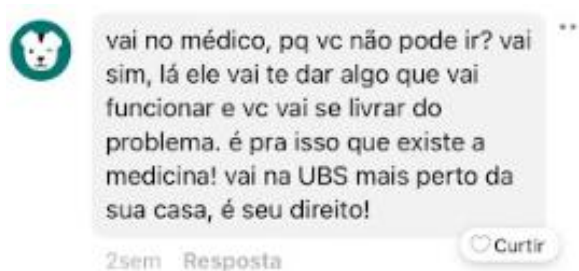 vai no médico, pq vc não pode ir? vai
sim, lá ele vai te dar algo que vai
funcionar e vc vai se livrar do
problema. é pra isso que existe a
medicina! vai na UBS mais perto da
sua casa, é seu direito!
Curtir
2sem Resposta